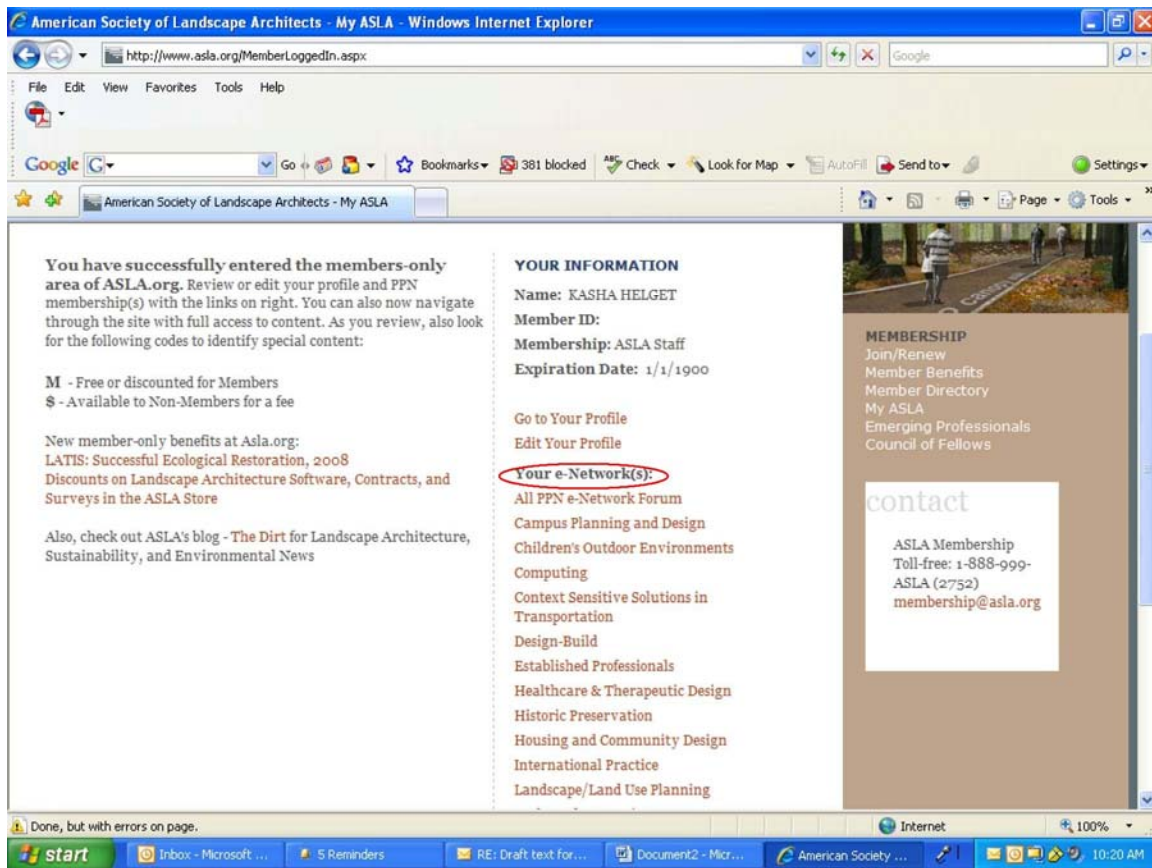 American Society of Landscape Architects - My ASLA - Windows Internet Explorer
http://www.asla.org/MemberLoggedIn.aspx
Google
File Edit View Favorites Tools Help
Google G Go Bookmarks 381 blocked ABC Check Look for Map AutoFill Send to Settings
American Society of Landscape Architects - My ASLA
Page Tools »
You have successfully entered the members-only
area of ASLA.org. Review or edit your profile and PPN
membership(s) with the links on right. You can also now navigate
through the site with full access to content. As you review, also look
for the following codes to identify special content:
M - Free or discounted for Members
$ - Available to Non-Members for a fee
New member-only benefits at Asla.org:
LATIS: Successful Ecological Restoration, 2008
Discounts on Landscape Architecture Software, Contracts, and
Surveys in the ASLA Store
Also, check out ASLA's blog - The Dirt for Landscape Architecture,
Sustainability, and Environmental News
YOUR INFORMATION
Name: KASHA HELGET
Member ID:
Membership: ASLA Staff
Expiration Date: 1/1/1900
Go to Your Profile
Edit Your Profile
Your e-Network(s):
All PPN e-Network Forum
Campus Planning and Design
Children's Outdoor Environments
Computing
Context Sensitive Solutions in
Transportation
Design-Build
Established Professionals
Healthcare & Therapeutic Design
Historic Preservation
Housing and Community Design
International Practice
Landscape/Land Use Planning
MEMBERSHIP
Join/Renew
Member Benefits
Member Directory
My ASLA
Emerging Professionals
Council of Fellows
contact
ASLA Membership
Toll-free: 1-888-999-
ASLA (2752)
membership@asla.org
Done, but with errors on page. Internet 100%
start Inbox - Microsoft ... 5 Reminders RE: Draft text for... Document2 - Micr... American Society ... 10:20 AM